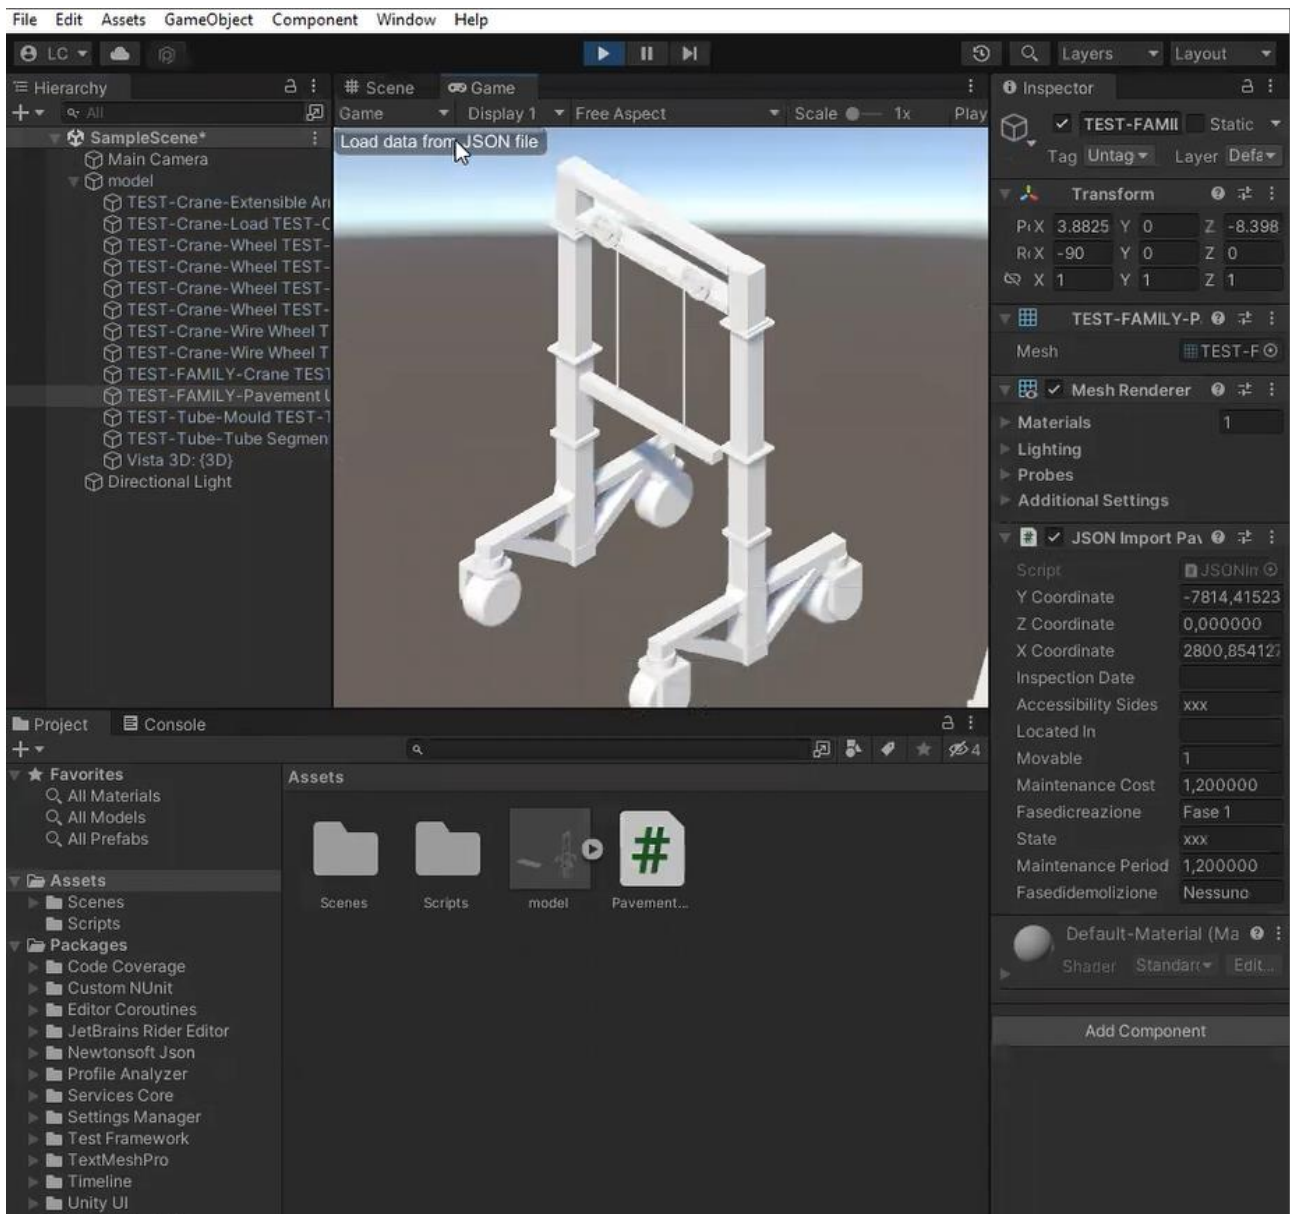 File Edit Assets GameObject Component Window Help
LC Layers Layout
Hierarchy
All
SampleScene*
Main Camera
model
TEST-Crane-Extensible Ar
TEST-Crane-Load TEST-C
TEST-Crane-Wheel TEST-
TEST-Crane-Wheel TEST-
TEST-Crane-Wheel TEST-
TEST-Crane-Wheel TEST-
TEST-Crane-Wire Wheel T
TEST-Crane-Wire Wheel T
TEST-FAMILY-Crane TEST
TEST-FAMILY-Pavement U
TEST-Tube-Mould TEST-T
TEST-Tube-Tube Segmen
Vista 3D: {3D}
Directional Light
Scene Game
Game Display 1 Free Aspect Scale 1x Play
Load data from JSON file
Inspector
TEST-FAMII Static
Tag Untag Layer Defa
Transform
P X 3.8825 Y 0 Z -8.398
R X -90 Y 0 Z 0
X 1 Y 1 Z 1
TEST-FAMILY-P
Mesh TEST-F
Mesh Renderer
Materials 1
Lighting
Probes
Additional Settings
# JSON Import Pav
Script JSONIm
Y Coordinate -7814,41523
Z Coordinate 0,000000
X Coordinate 2800,854127
Inspection Date
Accessibility Sides xxx
Located In
Movable 1
Maintenance Cost 1,200000
Fasedicreazione Fase 1
State xxx
Maintenance Period 1,200000
Fasedidemolizione Nessuno
Default-Material (Ma
Shader Standarc Edit...
Add Component
Project Console
4
Favorites
All Materials
All Models
All Prefabs
Assets
Scenes
Scripts
Packages
Code Coverage
Custom NUnit
Editor Coroutines
JetBrains Rider Editor
Newtonsoft Json
Profile Analyzer
Services Core
Settings Manager
Test Framework
TextMeshPro
Timeline
Unity UI
Assets
#
Scenes Scripts model Pavement...